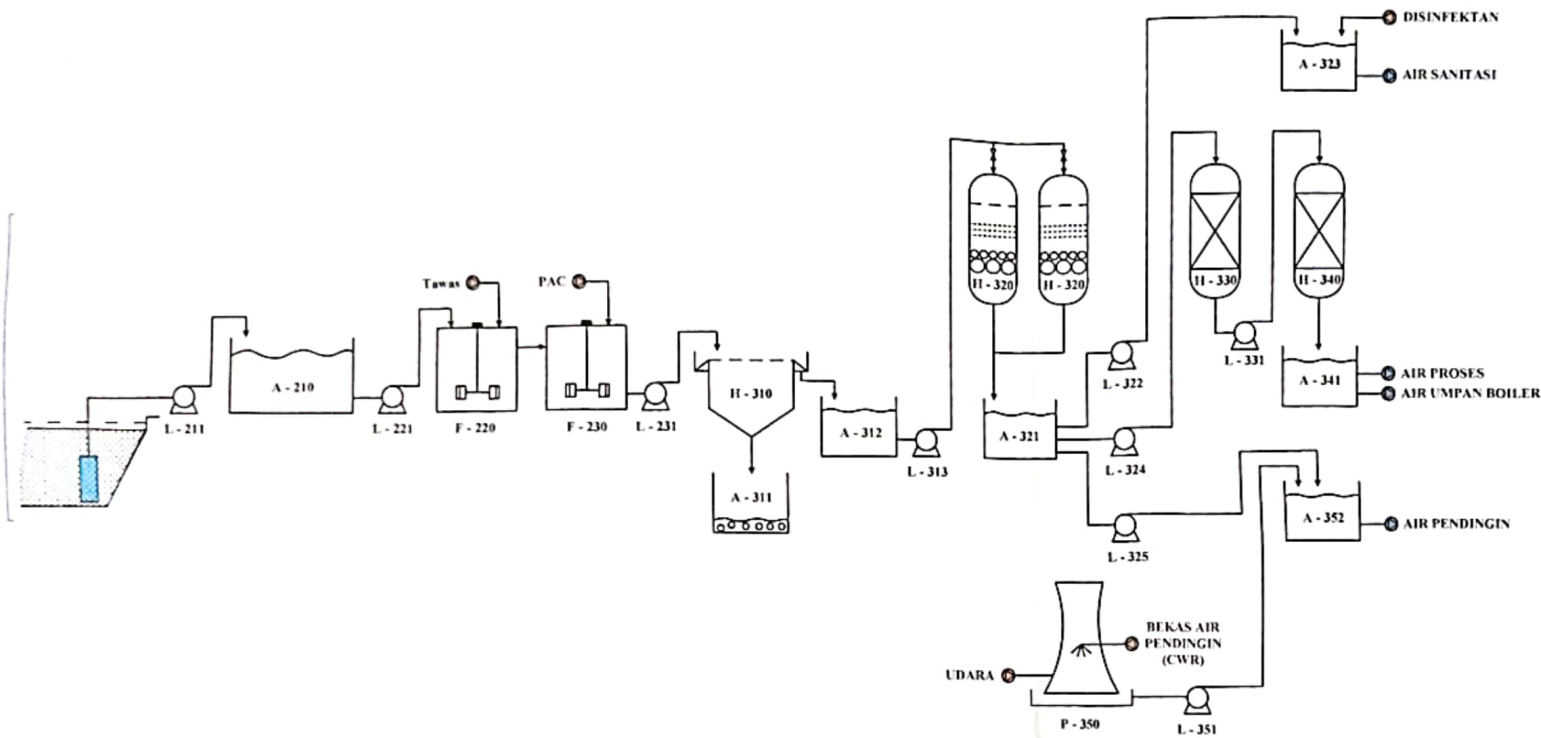 DISINFEKTAN
A - 323
AIR SANITASI
H - 320
H - 320
H - 330
H - 340
Tawas
PAC
L - 322
L - 331
A - 341
AIR PROSES
AIR UMPAN BOILER
A - 210
H - 310
L - 211
L - 221
F - 220
F - 230
L - 231
A - 312
L - 313
A - 321
L - 324
A - 311
A - 352
AIR PENDINGIN
L - 325
BEKAS AIR
PENDINGIN
(CWR)
UDARA
P - 350
L - 351